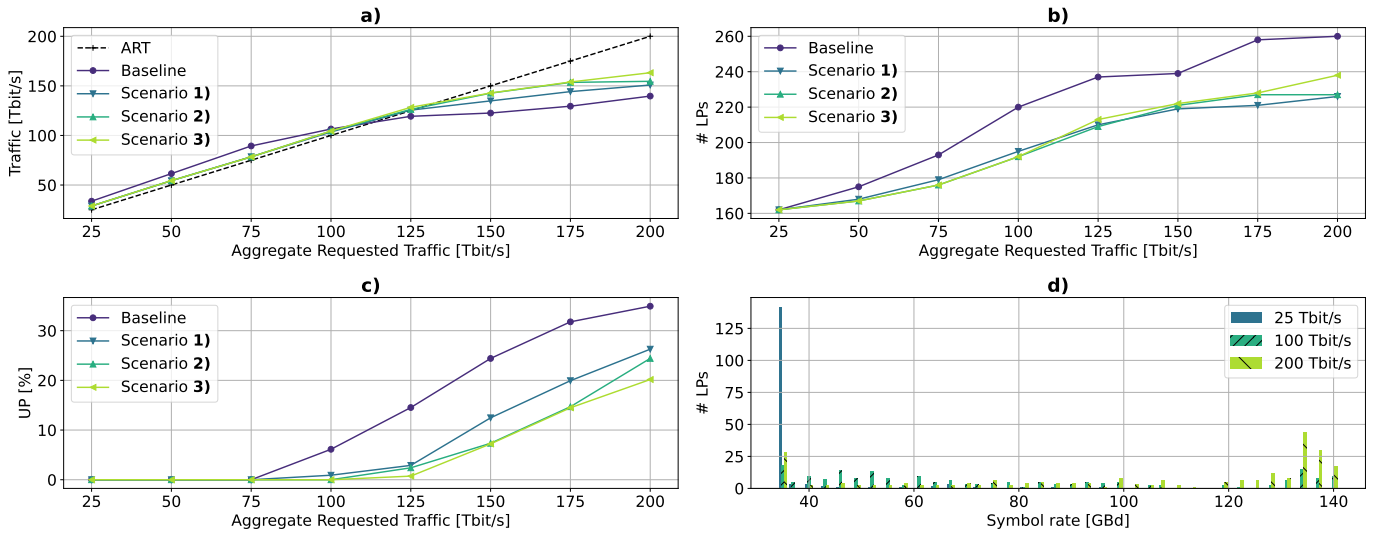 a)
Traffic [Tbit/s]
200
150
100
50
ART
Baseline
Scenario 1)
Scenario 2)
Scenario 3)
25 50 75 100 125 150 175 200
Aggregate Requested Traffic [Tbit/s]
b)
# LPs
260
240
220
200
180
160
Baseline
Scenario 1)
Scenario 2)
Scenario 3)
25 50 75 100 125 150 175 200
Aggregate Requested Traffic [Tbit/s]
c)
UP [%]
30
20
10
0
Baseline
Scenario 1)
Scenario 2)
Scenario 3)
25 50 75 100 125 150 175 200
Aggregate Requested Traffic [Tbit/s]
d)
# LPs
125
100
75
50
25
0
25 Tbit/s
100 Tbit/s
200 Tbit/s
40 60 80 100 120 140
Symbol rate [GBd]